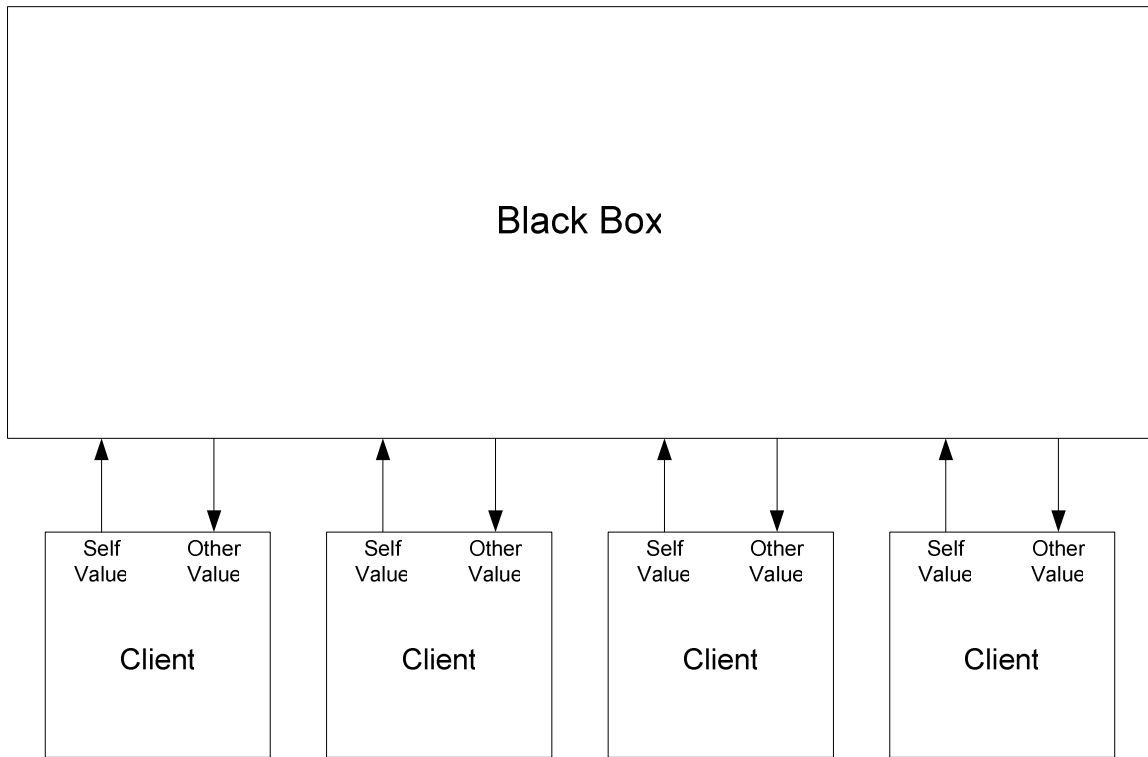 Black Box
Self
Value
Other
Value
Client
Self
Value
Other
Value
Client
Self
Value
Other
Value
Client
Self
Value
Other
Value
Client